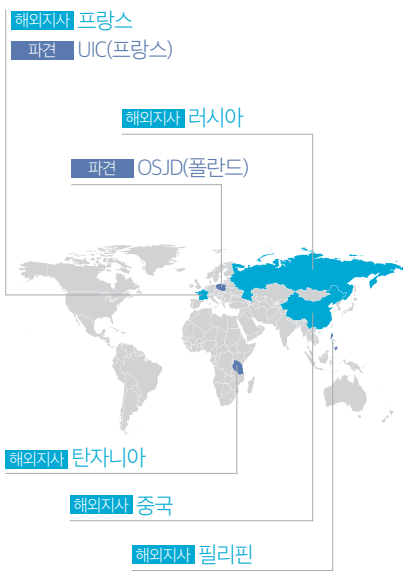 해외지사 프랑스
파견 UIC(프랑스)
해외지사 러시아
파견 OSJD(폴란드)
해외지사 탄자니아
해외지사 중국
해외지사 필리핀